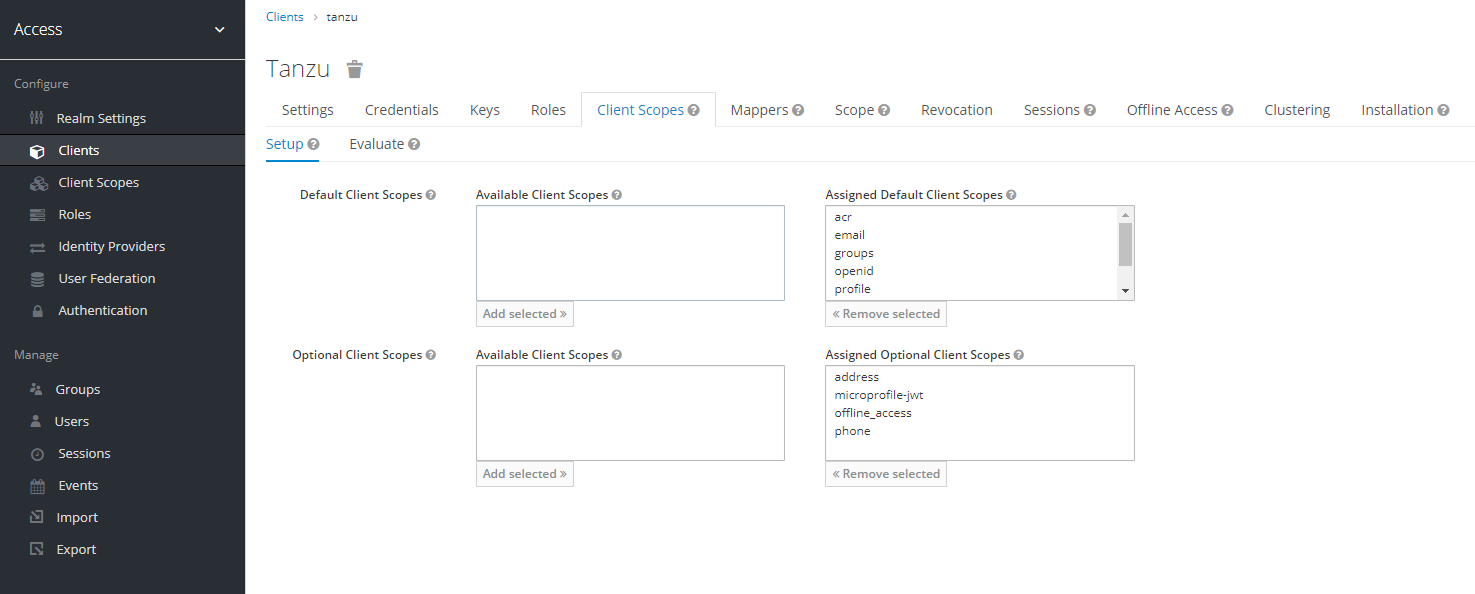 Access
Configure
Realm Settings
Clients
Client Scopes
Roles
Identity Providers
User Federation
Authentication
Manage
Groups
Users
Sessions
Events
Import
Export
Clients › tanzu
Tanzu
Settings Credentials Keys Roles Client Scopes ? Mappers ? Scope ? Revocation Sessions ? Offline Access ? Clustering Installation ?
Setup ? Evaluate ?
Default Client Scopes ?
Available Client Scopes ?
Add selected »
Assigned Default Client Scopes ?
acr
email
groups
openid
profile
« Remove selected
Optional Client Scopes ?
Available Client Scopes ?
Add selected »
Assigned Optional Client Scopes ?
address
microprofile-jwt
offline_access
phone
« Remove selected